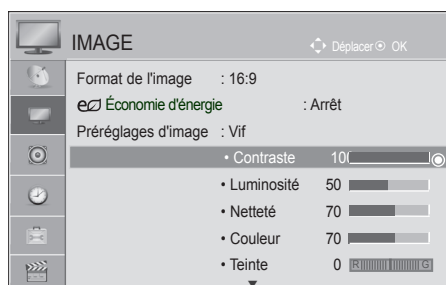 IMAGE Déplacer OK
Format de l'image : 16:9
Économie d'énergie : Arrêt
Préréglages d'image : Vif
• Contraste 100
• Luminosité 50
• Netteté 70
• Couleur 70
• Teinte 0 R G